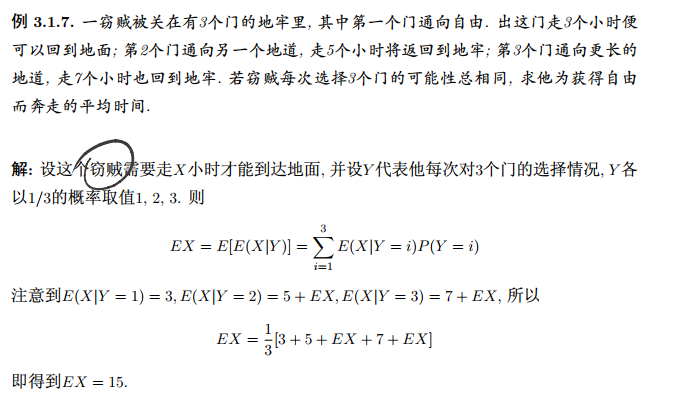 例 3.1.7. 一窃贼被关在有3个门的地牢里, 其中第一个门通向自由. 出这门走3个小时便
可以回到地面; 第2个门通向另一个地道, 走5个小时将返回到地牢; 第3个门通向更长的
地道, 走7个小时也回到地牢. 若窃贼每次选择3个门的可能性总相同, 求他为获得自由
而奔走的平均时间.
解: 设这个窃贼需要走X小时才能到达地面, 并设Y代表他每次对3个门的选择情况, Y各
以1/3的概率取值1, 2, 3. 则
EX = E[E(X|Y)] = ∑_{i=1}^{3} E(X|Y = i)P(Y = i)
注意到E(X|Y = 1) = 3, E(X|Y = 2) = 5 + EX, E(X|Y = 3) = 7 + EX, 所以
EX = \frac{1}{3}[3 + 5 + EX + 7 + EX]
即得到EX = 15.